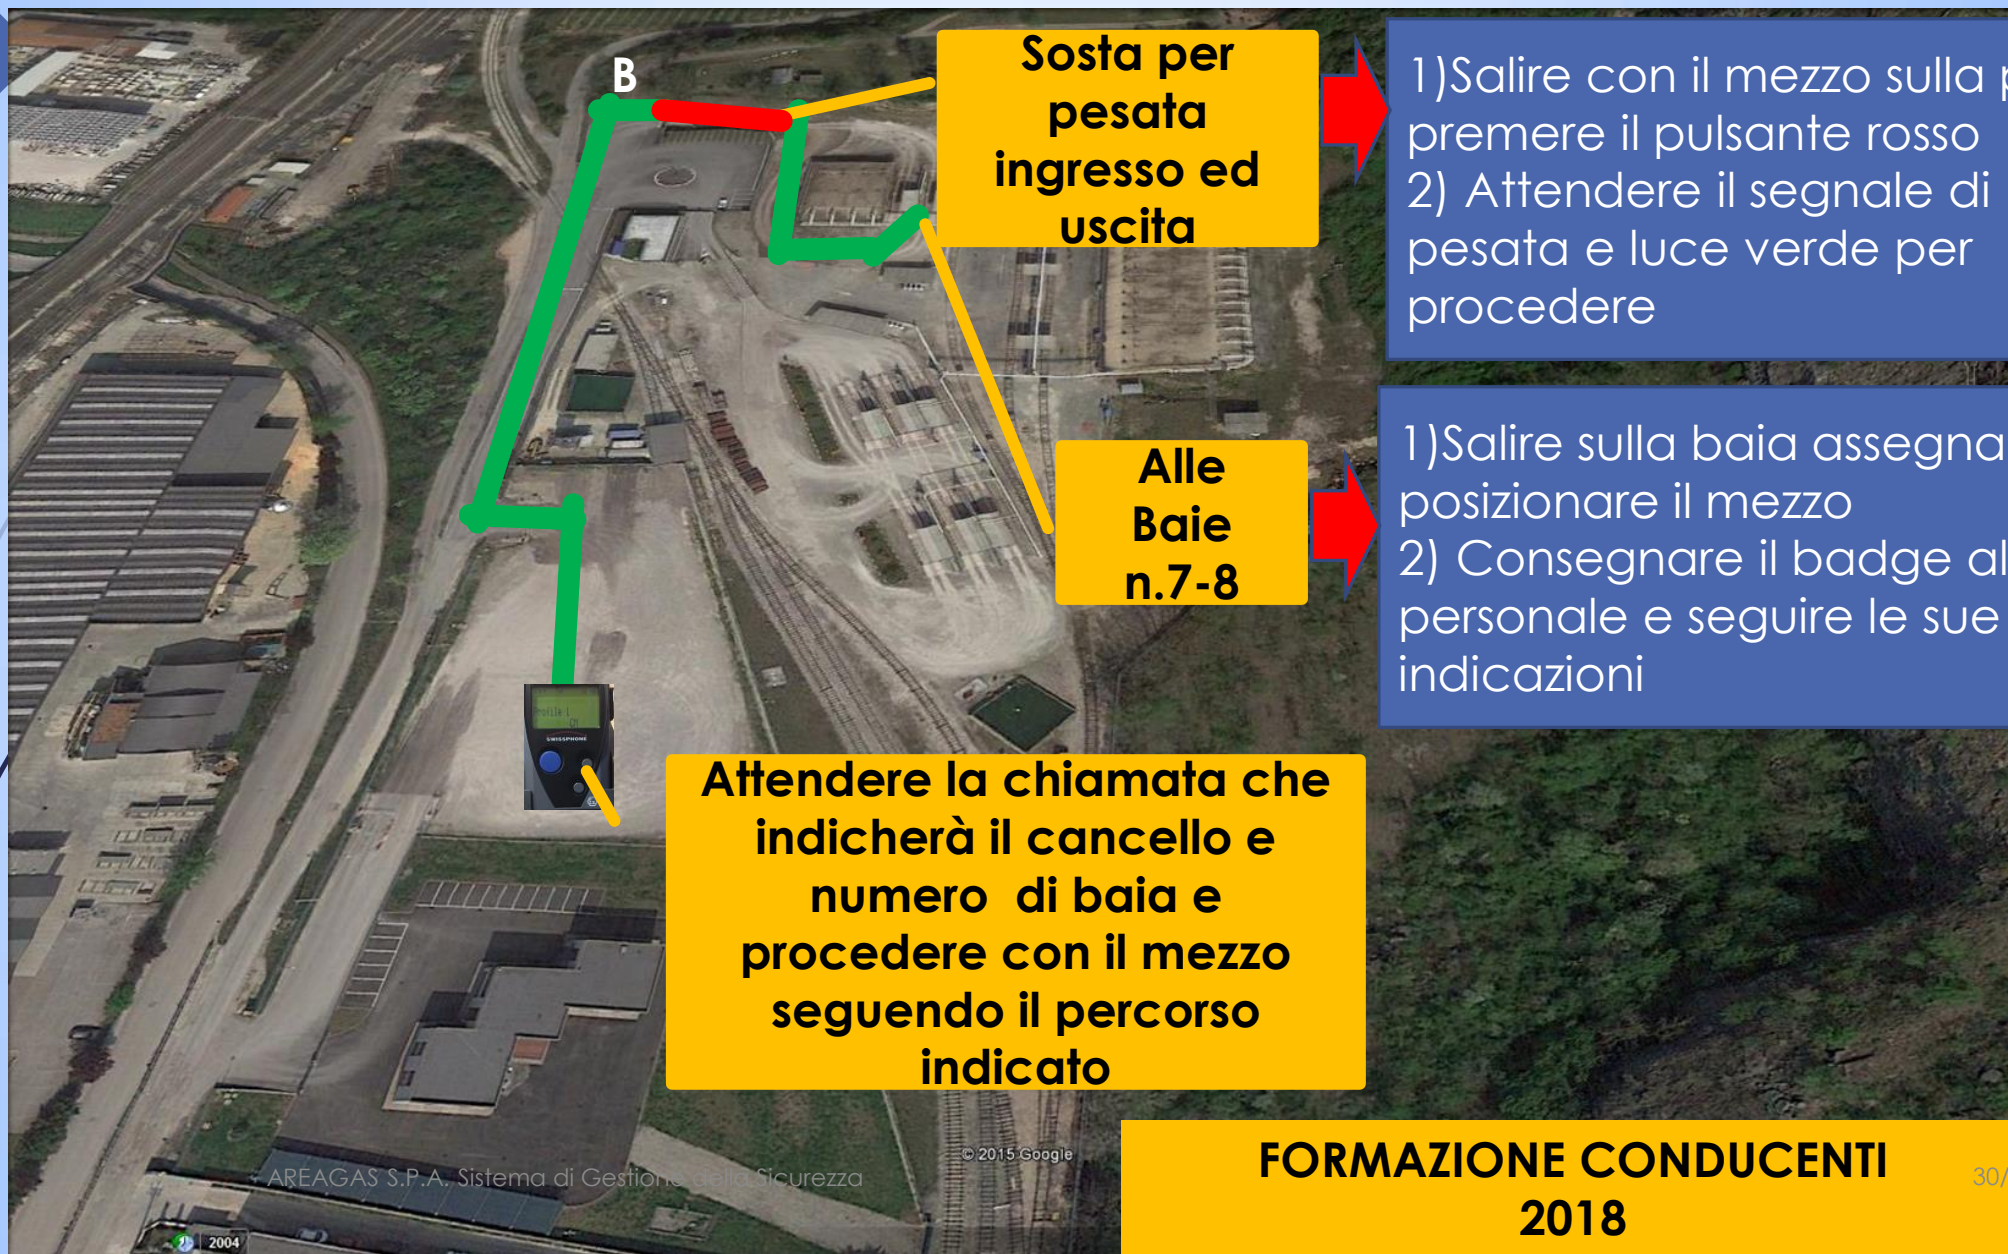 B
Sosta per
pesata
ingresso ed
uscita
1)Salire con il mezzo sulla
premere il pulsante rosso
2) Attendere il segnale di
pesata e luce verde per
procedere
Alle
Baie
n.7-8
1)Salire sulla baia assegna
posizionare il mezzo
2) Consegnare il badge al
personale e seguire le sue
indicazioni
Profile 1
SWISSPHONE
Attendere la chiamata che
indicherà il cancello e
numero di baia e
procedere con il mezzo
seguendo il percorso
indicato
© 2015 Google
AREAGAS S.P.A. Sistema di Gestione della Sicurezza
FORMAZIONE CONDUCENTI
2018
30/
2004